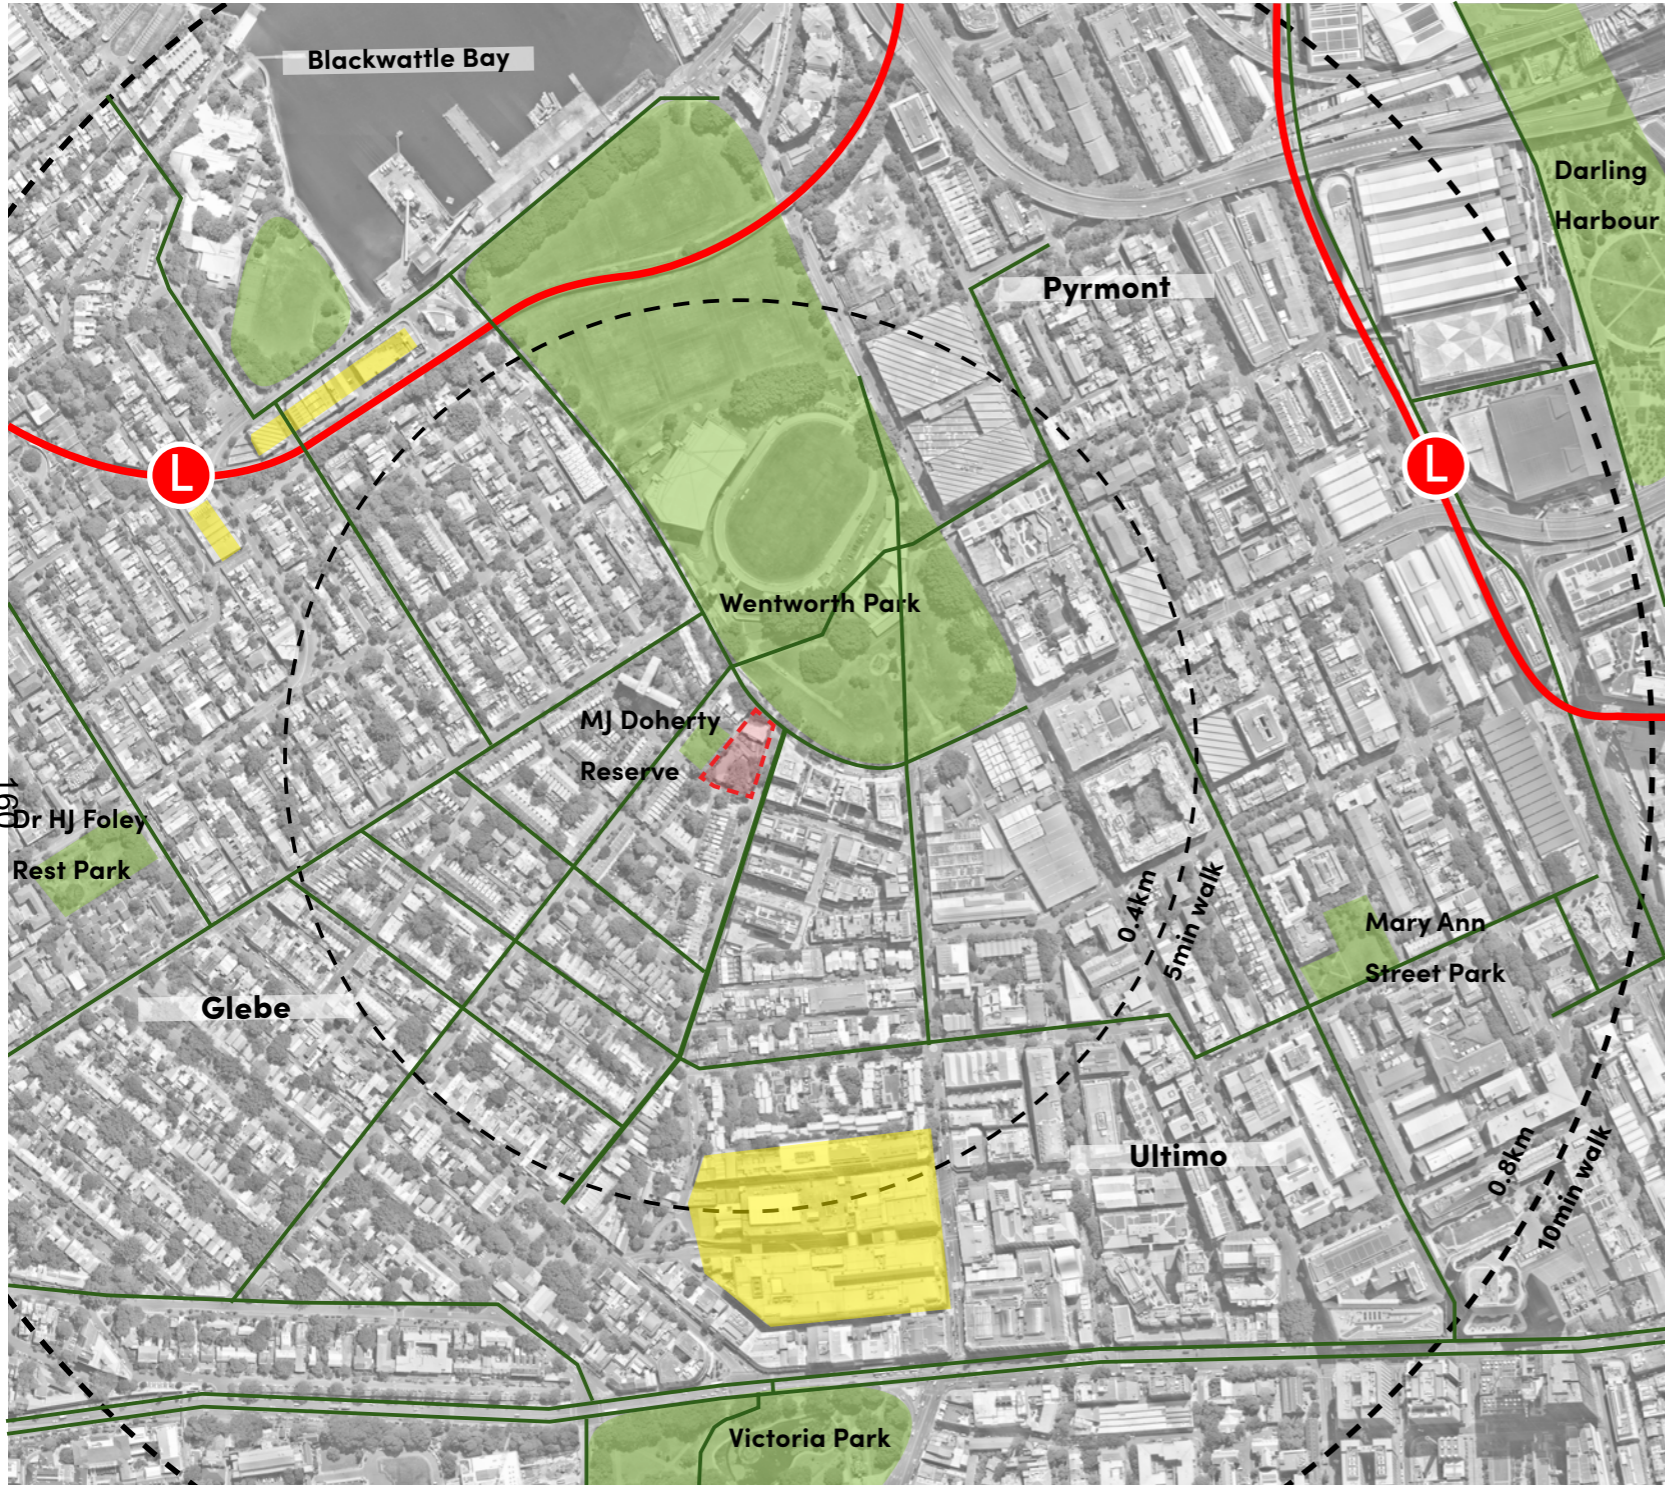 Blackwattle Bay
Darling
Harbour
Pyrmont
L
L
Wentworth Park
MJ Doherty
Reserve
160
Dr HJ Foley
Rest Park
0.4km
5min walk
Mary Ann
Street Park
Glebe
Ultimo
0.8km
10min walk
Victoria Park